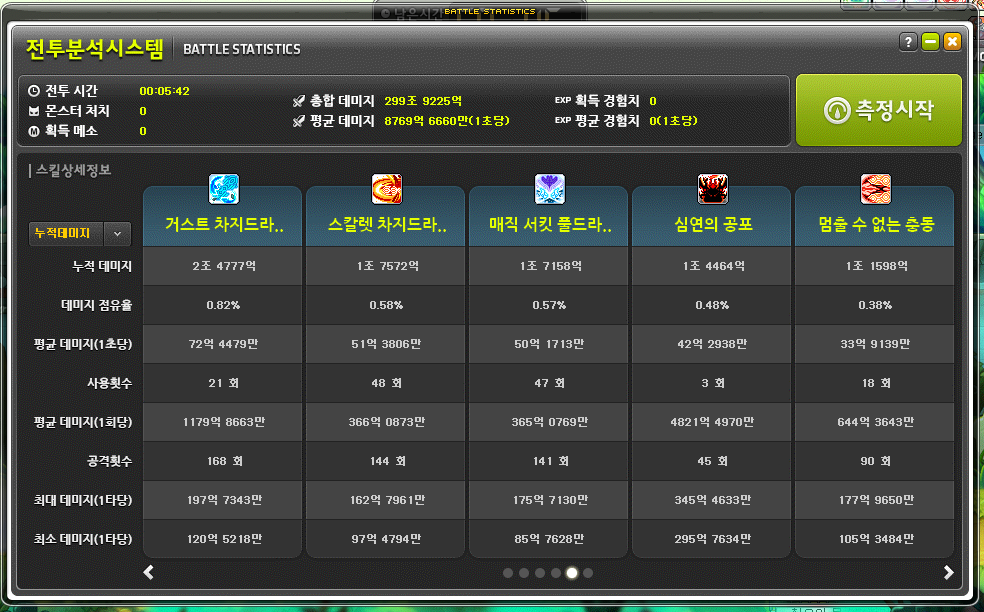 남은시간
BATTLE STATISTICS
전투분석시스템 BATTLE STATISTICS
전투 시간 00:05:42
몬스터 처치 0
획득 메소 0
총합 데미지 299조 9225억
평균 데미지 8769억 6660만(1초당)
EXP 획득 경험치 0
EXP 평균 경험치 0(1초당)
측정시작
스킬상세정보
누적데미지
거스트 차지드라.. 스칼렛 차지드라.. 매직 서킷 풀드라.. 심연의 공포 멈출 수 없는 충동
누적 데미지 2조 4777억 1조 7572억 1조 7158억 1조 4464억 1조 1598억
데미지 점유율 0.82% 0.58% 0.57% 0.48% 0.38%
평균 데미지(1초당) 72억 4479만 51억 3806만 50억 1713만 42억 2938만 33억 9139만
사용횟수 21 회 48 회 47 회 3 회 18 회
평균 데미지(1회당) 1179억 8663만 366억 0873만 365억 0769만 4821억 4970만 644억 3643만
공격횟수 168 회 144 회 141 회 45 회 90 회
최대 데미지(1타당) 197억 7343만 162억 7961만 175억 7130만 345억 4633만 177억 9650만
최소 데미지(1타당) 120억 5218만 97억 4794만 85억 7628만 295억 7634만 105억 3484만